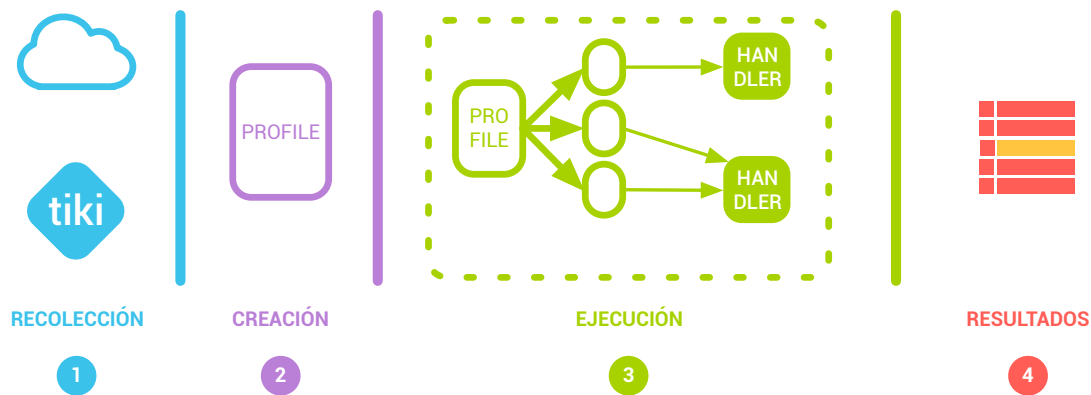 HAN
DLER
PRO
FILE
PROFILE
tiki
HAN
DLER
RECOLECCIÓN
CREACIÓN
EJECUCIÓN
RESULTADOS
1
2
3
4